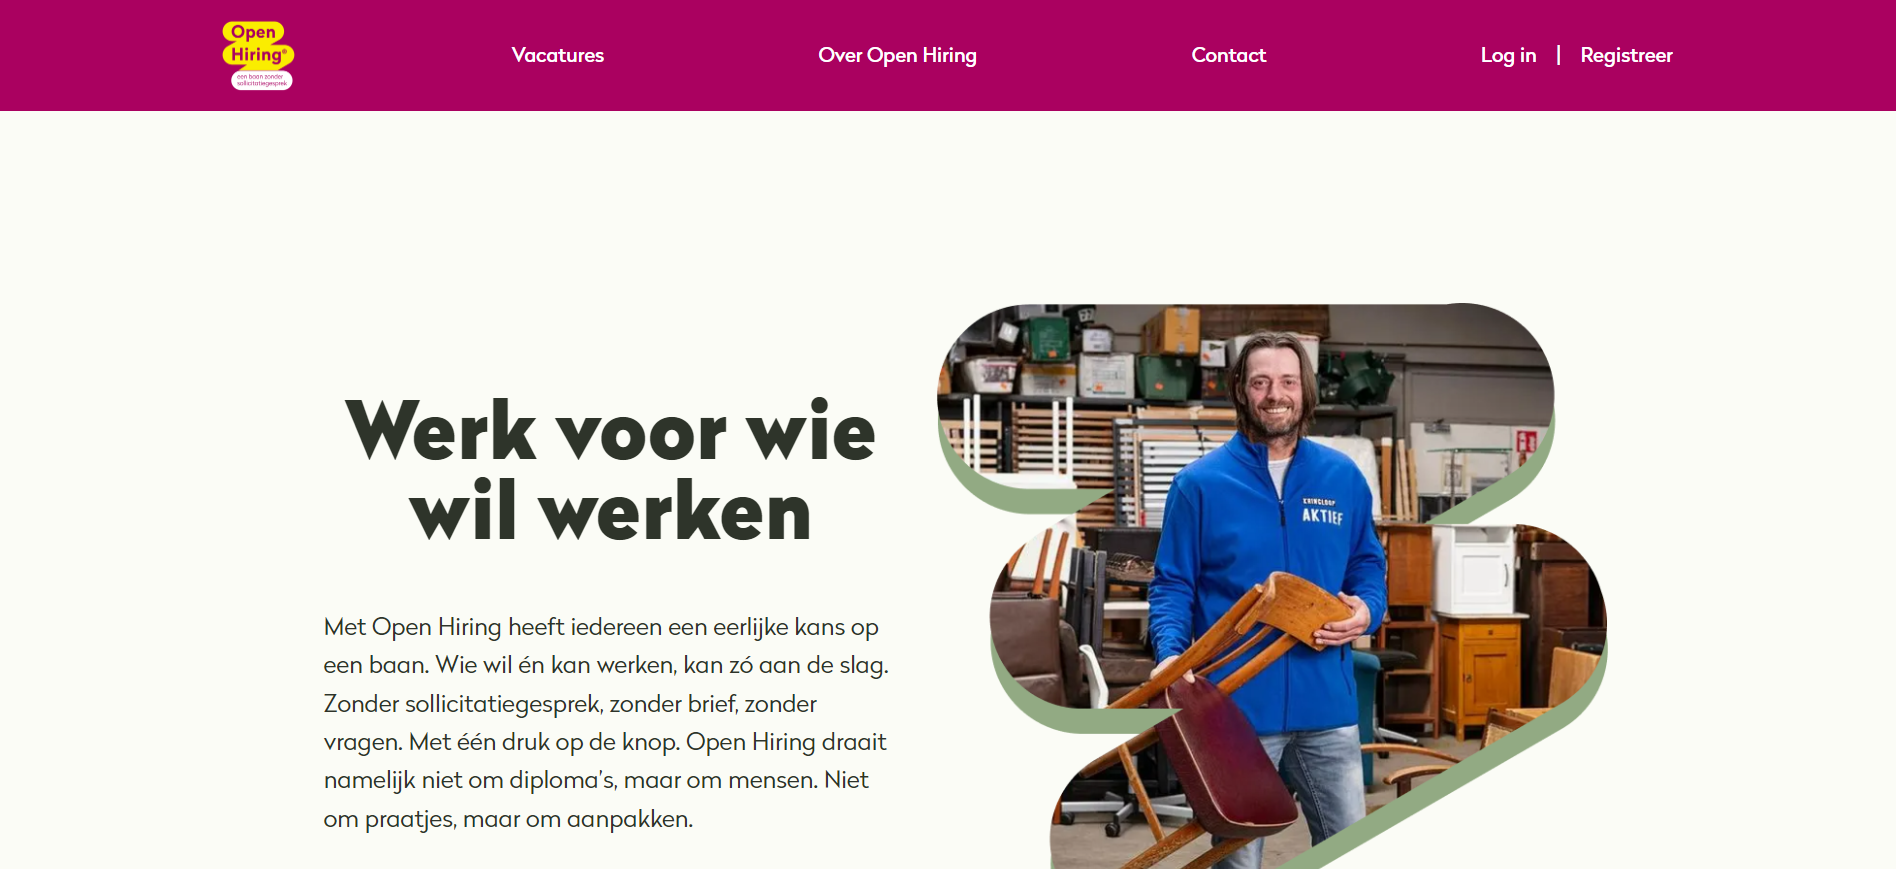 Open
Hiring®
een baan zonder
sollicitatiegesprek
Vacatures
Over Open Hiring
Contact
Log in | Registreer
Werk voor wie
wil werken
Met Open Hiring heeft iedereen een eerlijke kans op
een baan. Wie wil én kan werken, kan zó aan de slag.
Zonder sollicitatiegesprek, zonder brief, zonder
vragen. Met één druk op de knop. Open Hiring draait
namelijk niet om diploma's, maar om mensen. Niet
om praatjes, maar om aanpakken.
77
KRINGLOOP
AKTIEF